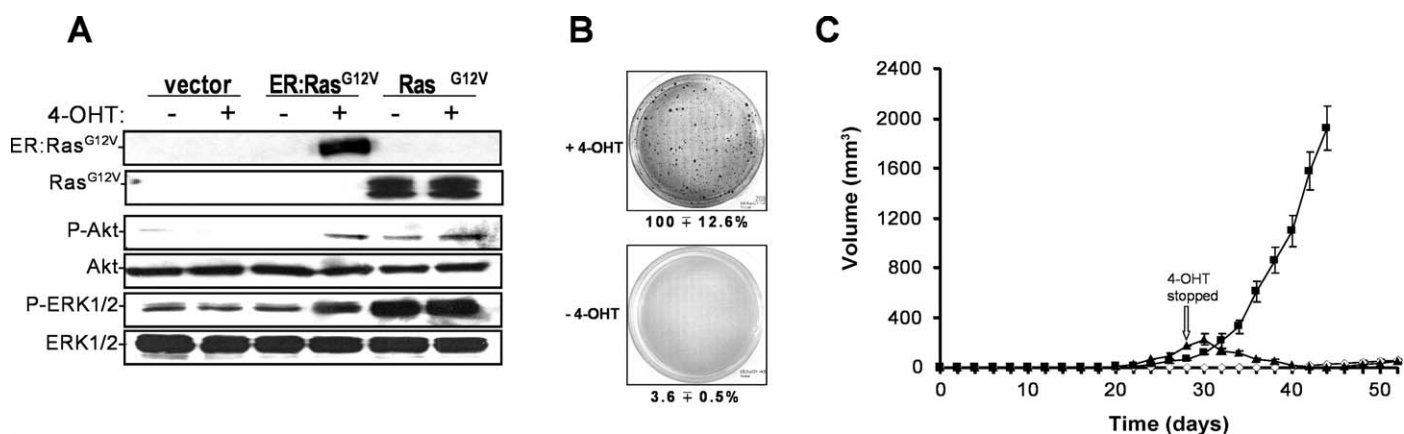 A
vector ER:Ras^G12V Ras ^G12V
4-OHT: - + - + - +
ER:Ras^G12V-
Ras^G12V-
P-Akt-
Akt-
P-ERK1/2-
ERK1/2-
B
+ 4-OHT
100 ∓ 12.6%
- 4-OHT
3.6 ∓ 0.5%
C
Volume (mm³)
2400
2000
1600
1200
800
400
0
4-OHT
stopped
0 10 20 30 40 50
Time (days)